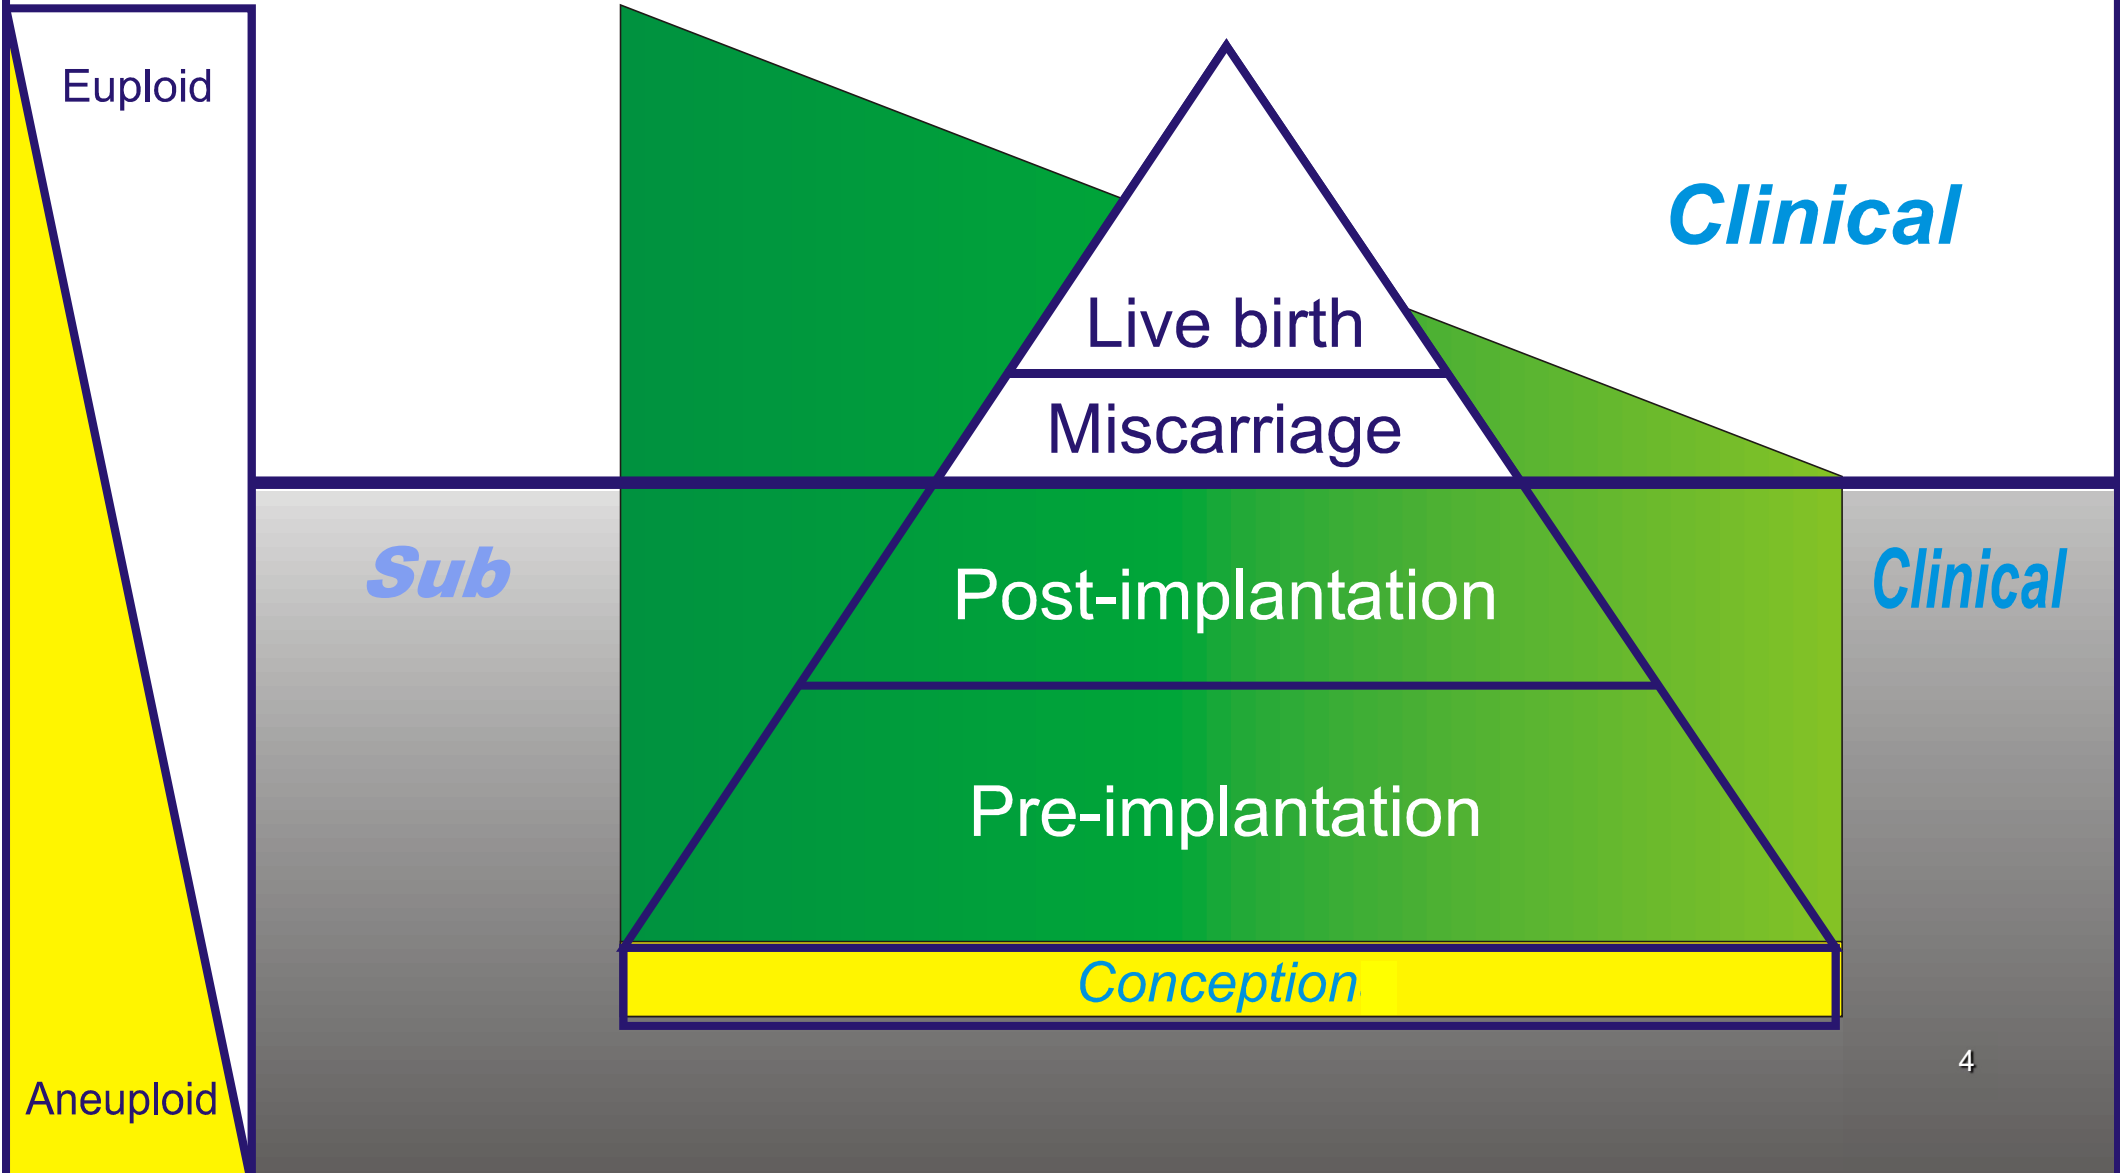 Euploid
Clinical
Live birth
Miscarriage
Sub
Clinical
Post-implantation
Pre-implantation
Conception
4
Aneuploid